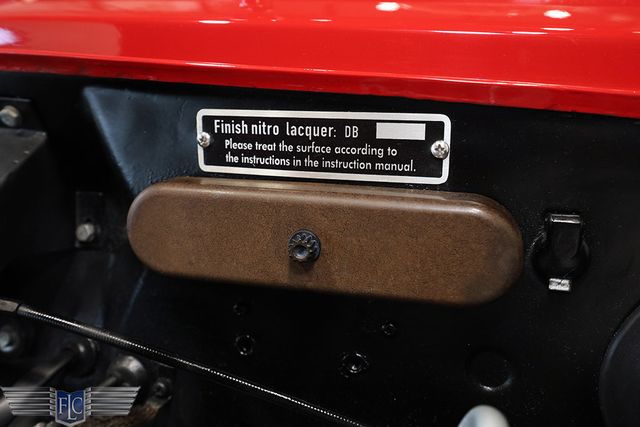 Finish nitro lacquer: DB
Please treat the surface according to
the instructions in the instruction manual.
FLC